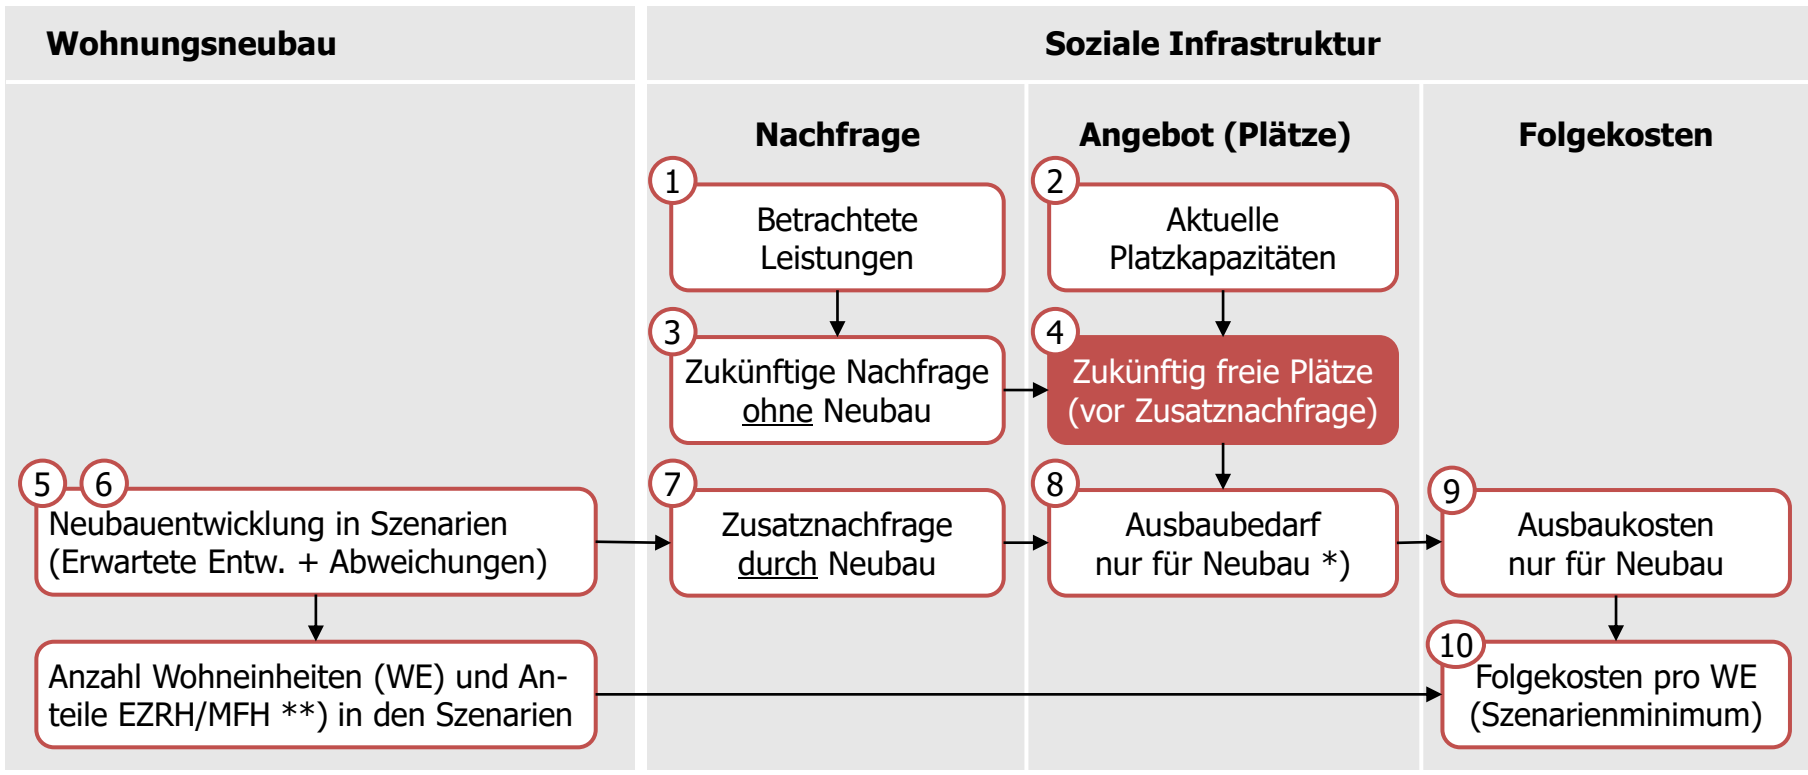 Wohnungsneubau
Soziale Infrastruktur
Nachfrage
Angebot (Plätze)
Folgekosten
1
Betrachtete
Leistungen
2
Aktuelle
Platzkapazitäten
3
Zukünftige Nachfrage
ohne Neubau
4
Zukünftig freie Plätze
(vor Zusatznachfrage)
5
6
Neubauentwicklung in Szenarien
(Erwartete Entw. + Abweichungen)
7
Zusatznachfrage
durch Neubau
8
Ausbaubedarf
nur für Neubau *)
9
Ausbaukosten
nur für Neubau
Anzahl Wohneinheiten (WE) und An-
teile EZRH/MFH **) in den Szenarien
10
Folgekosten pro WE
(Szenarienminimum)